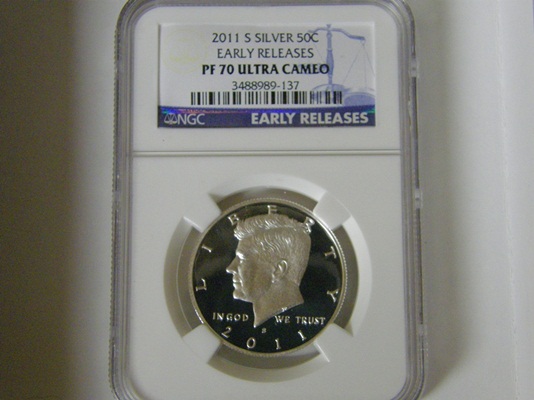 2011 S SILVER 50C
EARLY RELEASES
PF 70 ULTRA CAMEO
3488989-137
NGC EARLY RELEASES
LIBERTY
IN GOD WE TRUST
S
2011